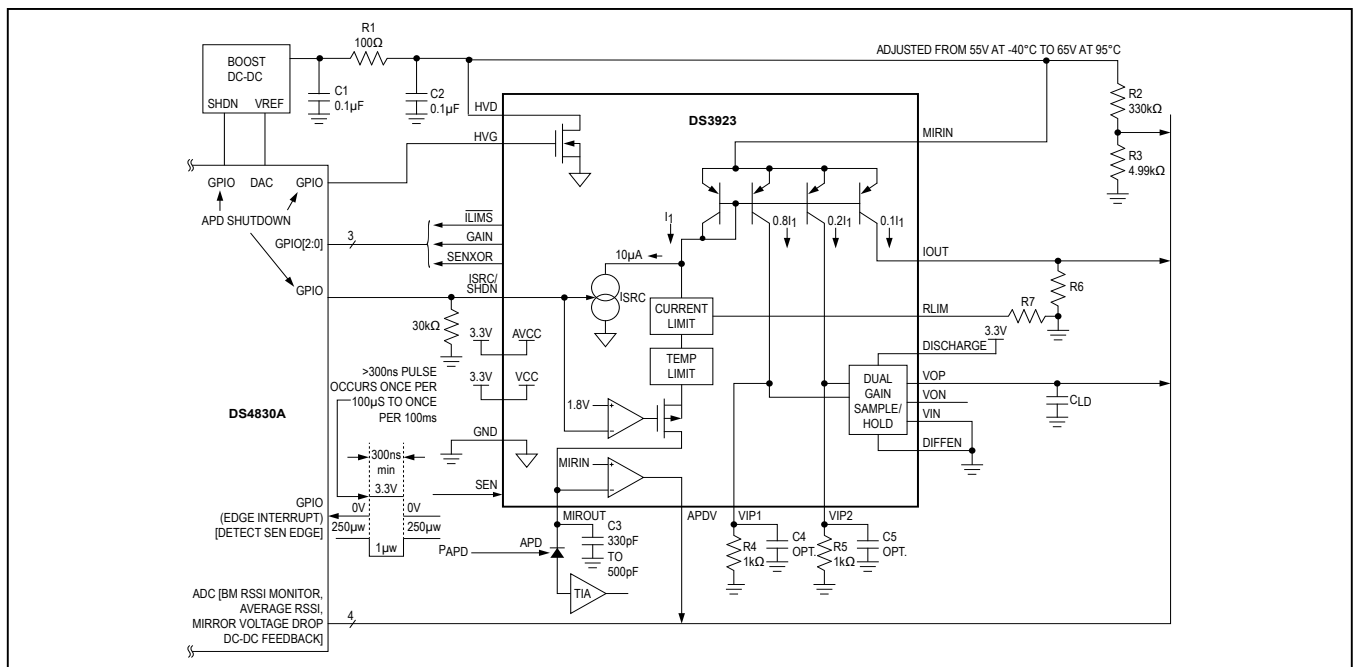 R1
100Ω
ADJUSTED FROM 55V AT -40°C TO 65V AT 95°C
BOOST
DC-DC
SHDN
VREF
C1
0.1µF
C2
0.1µF
R2
330kΩ
R3
4.99kΩ
HVD
HVG
DS3923
MIRIN
GPIO
DAC
GPIO
APD SHUTDOWN
GPIO[2:0]
3
GPIO
ILIMS
GAIN
SENXOR
ISRC/
SHDN
I1
0.8I1
0.2I1
0.1I1
10µA
ISRC
IOUT
R6
CURRENT
LIMIT
RLIM
R7
30kΩ
3.3V
AVCC
TEMP
LIMIT
DISCHARGE
3.3V
>300ns PULSE
OCCURS ONCE PER
100µS TO ONCE
PER 100ms
3.3V
VCC
DUAL
GAIN
SAMPLE/
HOLD
VOP
VON
VIN
DIFFEN
CLD
DS4830A
1.8V
+
−
GND
300ns
min
3.3V
SEN
MIRIN
+
−
GPIO
(EDGE INTERRUPT)
[DETECT SEN EDGE]
0V
0V
250µw
250µw
1µw
MIROUT
APDV
VIP1
VIP2
PAPD
APD
C3
330pF
TO
500pF
R4
1kΩ
C4
OPT.
R5
1kΩ
C5
OPT.
TIA
ADC [BM RSSI MONITOR,
AVERAGE RSSI,
MIRROR VOLTAGE DROP
DC-DC FEEDBACK]
4